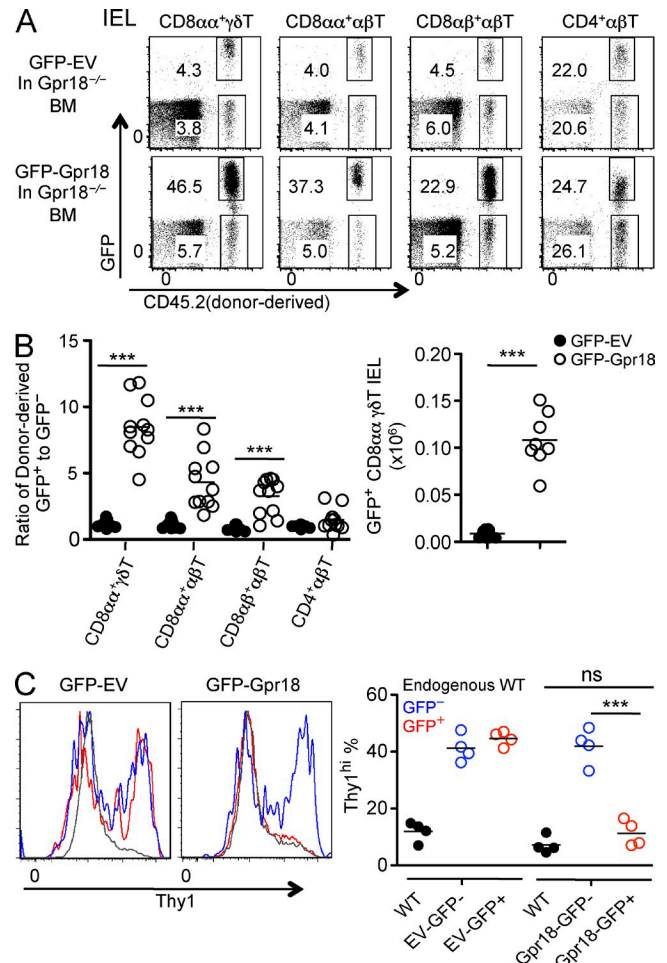 A
IEL
CD8αα⁺γδT
CD8αα⁺αβT
CD8αβ⁺αβT
CD4⁺αβT
GFP-EV
In Gpr18⁻/⁻
BM
4.3
4.0
4.5
22.0
0
3.8
4.1
6.0
20.6
GFP-Gpr18
In Gpr18⁻/⁻
BM
46.5
37.3
22.9
24.7
GFP
0
5.7
5.0
5.2
26.1
0
0
0
0
CD45.2(donor-derived)
B
Ratio of Donor-derived
GFP⁺ to GFP⁻
15
10
5
0
***
***
***
CD8αα⁺γδT
CD8αα⁺αβT
CD8αβ⁺αβT
CD4⁺αβT
GFP-EV
GFP-Gpr18
GFP⁺ CD8αα γδT IEL
(x10⁶)
0.20
0.15
0.10
0.05
0.00
***
C
GFP-EV
GFP-Gpr18
0
0
Thy1
Thy1ʰⁱ %
60
40
20
0
Endogenous WT
GFP⁻
GFP⁺
ns
***
WT
EV-GFP-
EV-GFP+
WT
Gpr18-GFP-
Gpr18-GFP+